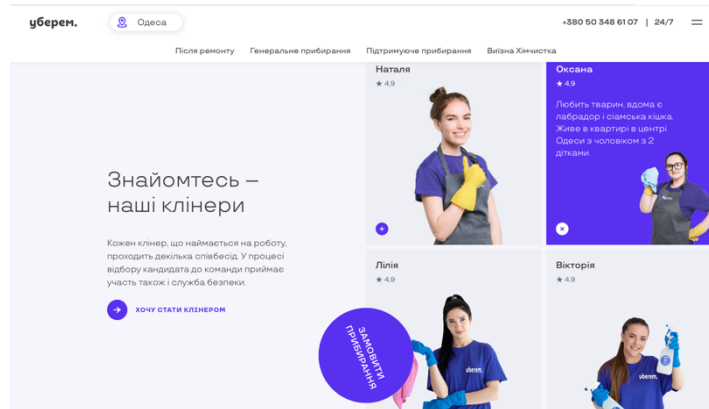 уберем.
Одеса
+380 50 348 61 07 | 24/7
Після ремонту Генеральне прибирання Підтримуюче прибирання Виїзна Хімчистка
Знайомтесь –
наші клінери
Кожен клінер, що наймається на роботу,
проходить декілька співбесід. У процесі
відбору кандидата до команди приймає
участь також і служба безпеки.
ХОЧУ СТАТИ КЛІНЕРОМ
Наталя
★ 4,9
Оксана
★ 4,9
Любить тварин, вдома є
лабрадор і сіамська кішка.
Живе в квартирі в центрі
Одеси з чоловіком з 2
дітками.
Лілія
★ 4,9
уберем.
Вікторія
★ 4,9
ЗАМОВИТИ
ПРИБИРАННЯ